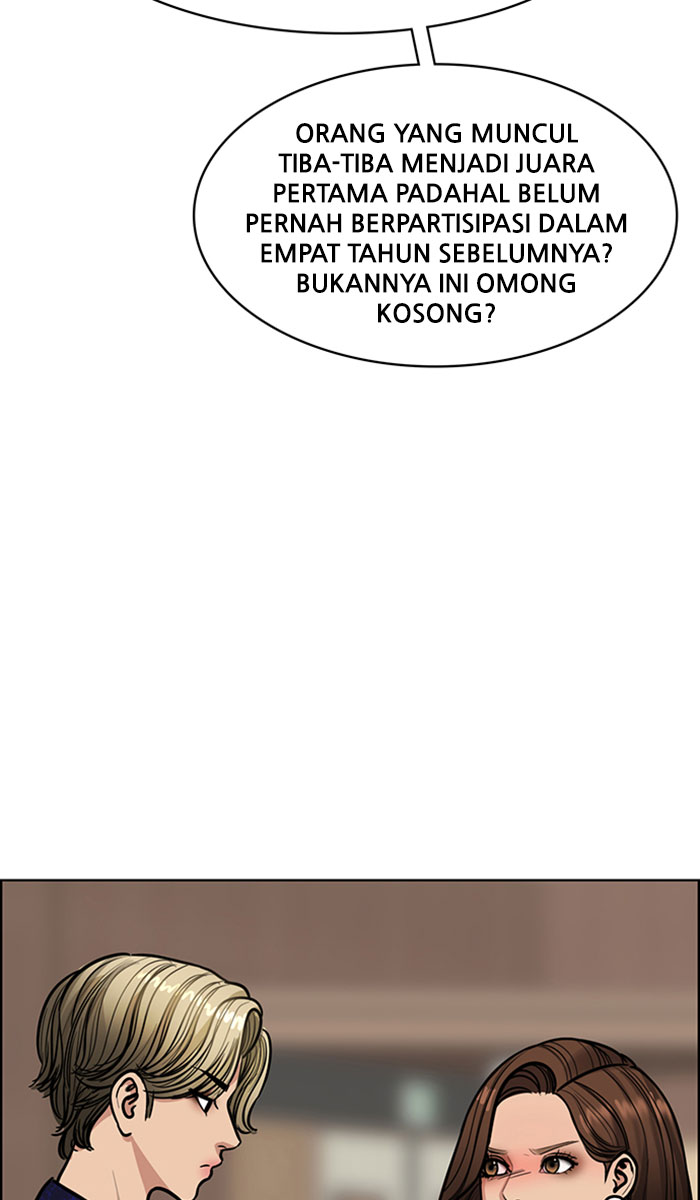 ORANG YANG MUNCUL
TIBA-TIBA MENJADI JUARA
PERTAMA PADAHAL BELUM
PERNAH BERPARTISIPASI DALAM
EMPAT TAHUN SEBELUMNYA?
BUKANNYA INI OMONG
KOSONG?